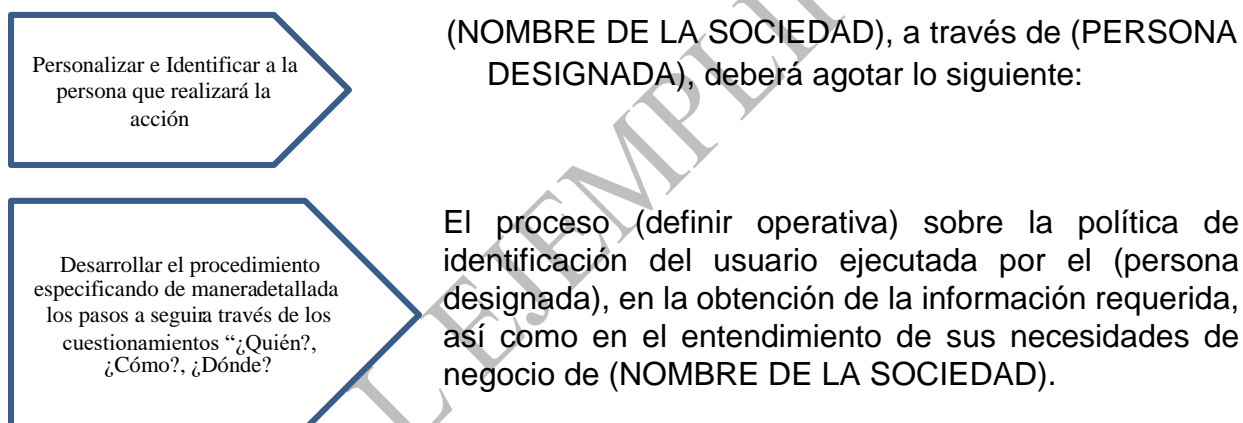 Personalizar e Identificar a la
persona que realizará la
acción
(NOMBRE DE LA SOCIEDAD), a través de (PERSONA
DESIGNADA), deberá agotar lo siguiente:
Desarrollar el procedimiento
especificando de maneradetallada
los pasos a seguira través de los
cuestionamientos “¿Quién?,
¿Cómo?, ¿Dónde?
El proceso (definir operativa) sobre la política de
identificación del usuario ejecutada por el (persona
designada), en la obtención de la información requerida,
así como en el entendimiento de sus necesidades de
negocio de (NOMBRE DE LA SOCIEDAD).